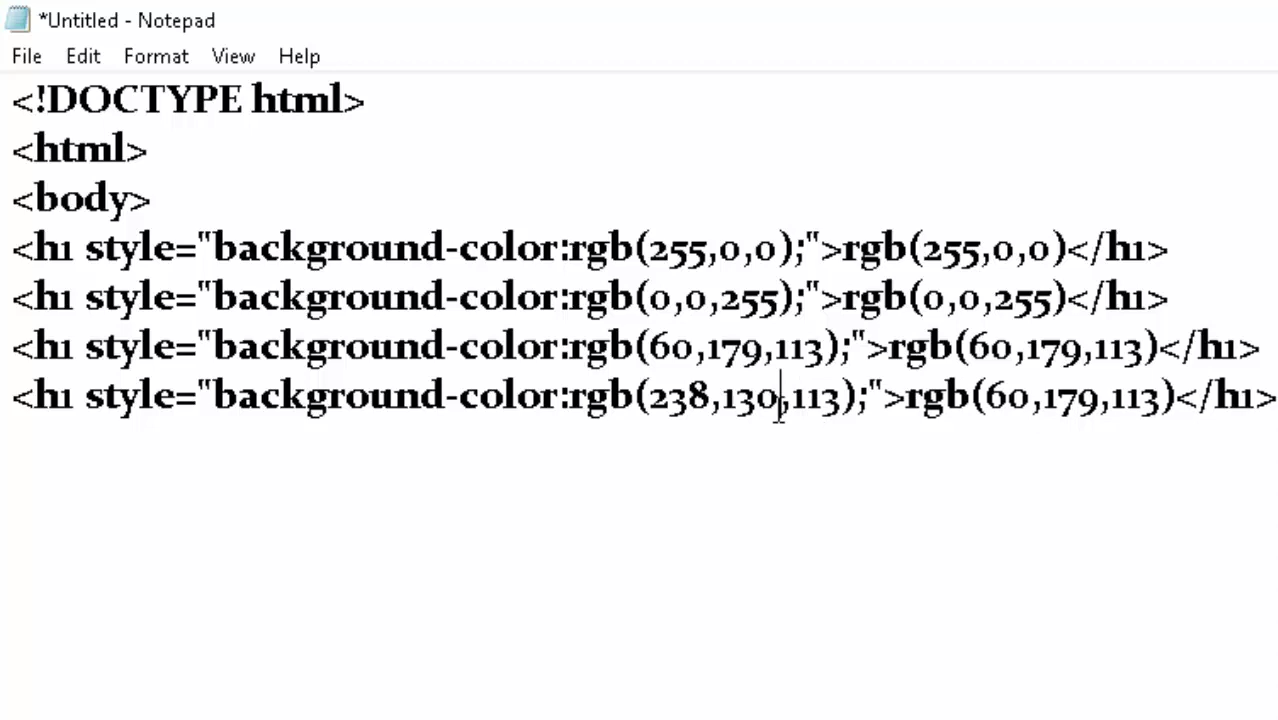 *Untitled - Notepad
File Edit Format View Help
<!DOCTYPE html>
<html>
<body>
<h1 style="background-color:rgb(255,0,0);">rgb(255,0,0)</h1>
<h1 style="background-color:rgb(0,0,255);">rgb(0,0,255)</h1>
<h1 style="background-color:rgb(60,179,113);">rgb(60,179,113)</h1>
<h1 style="background-color:rgb(238,130,113);">rgb(60,179,113)</h1>